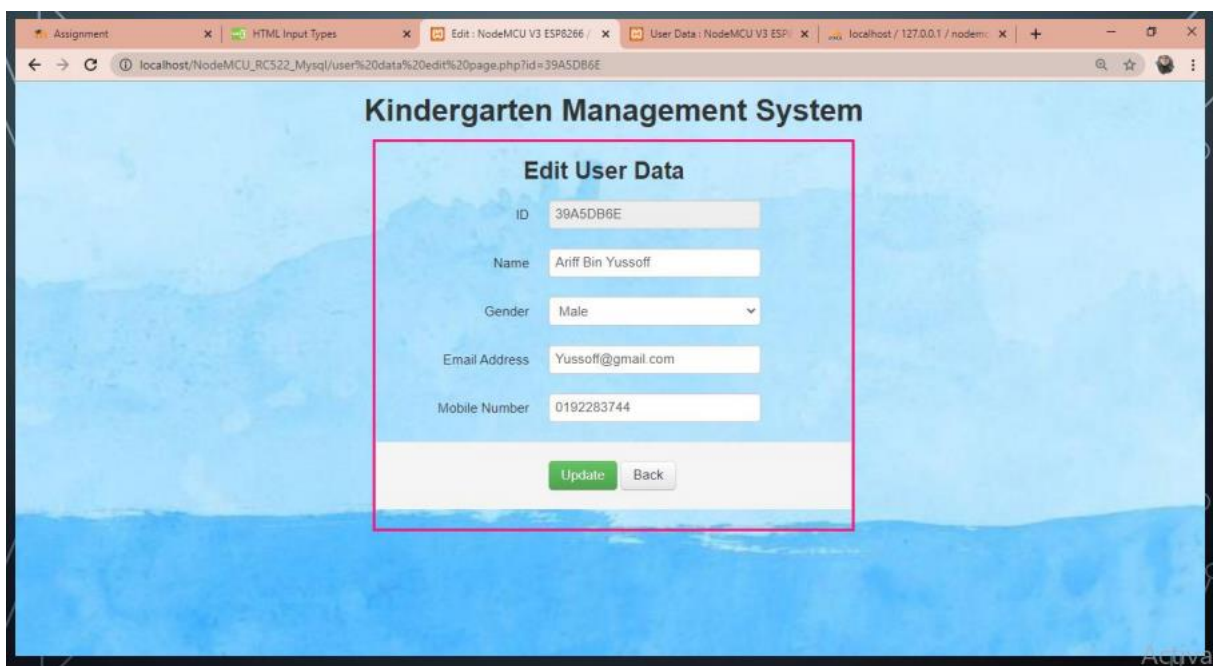 Assignment
HTML Input Types
Edit : NodeMCU V3 ESP8266 /
User Data : NodeMCU V3 ESP
localhost / 127.0.0.1 / nodemc
localhost/NodeMCU_RC522_Mysql/user%20data%20edit%20page.php?id=39A5DB6E
Kindergarten Management System
Edit User Data
ID 39A5DB6E
Name Ariff Bin Yussoff
Gender Male
Email Address Yussoff@gmail.com
Mobile Number 0192283744
Update Back
Activa